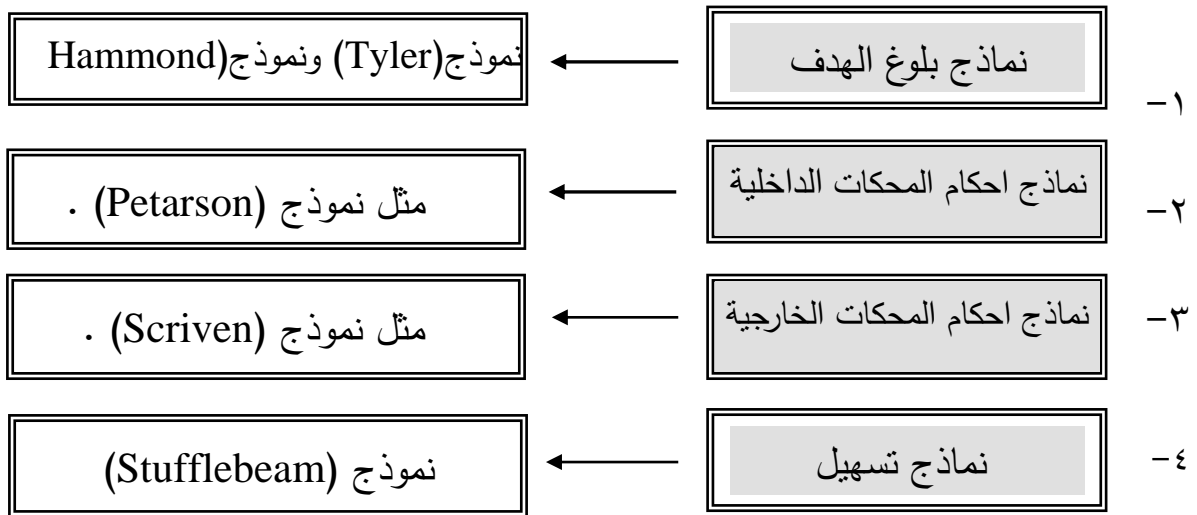 ١- نماذج بلوغ الهدف نموذج(Tyler) ونموذج(Hammond
٢- نماذج احكام المحكات الداخلية مثل نموذج (Petarson) .
٣- نماذج احكام المحكات الخارجية مثل نموذج (Scriven) .
٤- نماذج تسهيل نموذج (Stufflebeam)